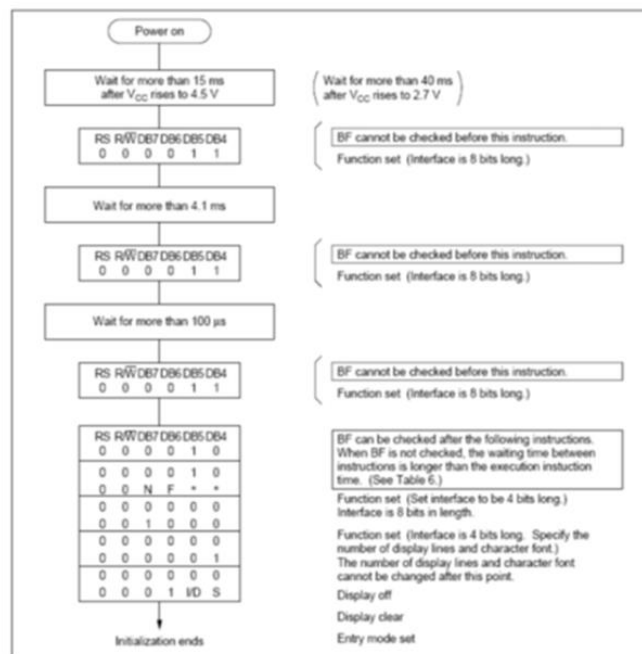 Power on
Wait for more than 15 ms
after VCC rises to 4.5 V
Wait for more than 40 ms
after VCC rises to 2.7 V
RS R/W DB7 DB6 DB5 DB4
0 0 0 0 1 1
BF cannot be checked before this instruction.
Function set (Interface is 8 bits long.)
Wait for more than 4.1 ms
RS R/W DB7 DB6 DB5 DB4
0 0 0 0 1 1
BF cannot be checked before this instruction.
Function set (Interface is 8 bits long.)
Wait for more than 100 µs
RS R/W DB7 DB6 DB5 DB4
0 0 0 0 1 1
BF cannot be checked before this instruction.
Function set (Interface is 8 bits long.)
RS R/W DB7 DB6 DB5 DB4
0 0 0 0 1 0
0 0 0 0 1 0
0 0 N F * *
0 0 0 0 0 0
0 0 1 0 0 0
0 0 0 0 0 0
0 0 0 0 0 1
0 0 0 0 0 0
0 0 0 1 I/D S
Initialization ends
BF can be checked after the following instructions.
When BF is not checked, the waiting time between
instructions is longer than the execution instuction
time. (See Table 6.)
Function set (Set interface to be 4 bits long.)
Interface is 8 bits in length.
Function set (Interface is 4 bits long. Specify the
number of display lines and character font.)
The number of display lines and character font
cannot be changed after this point.
Display off
Display clear
Entry mode set